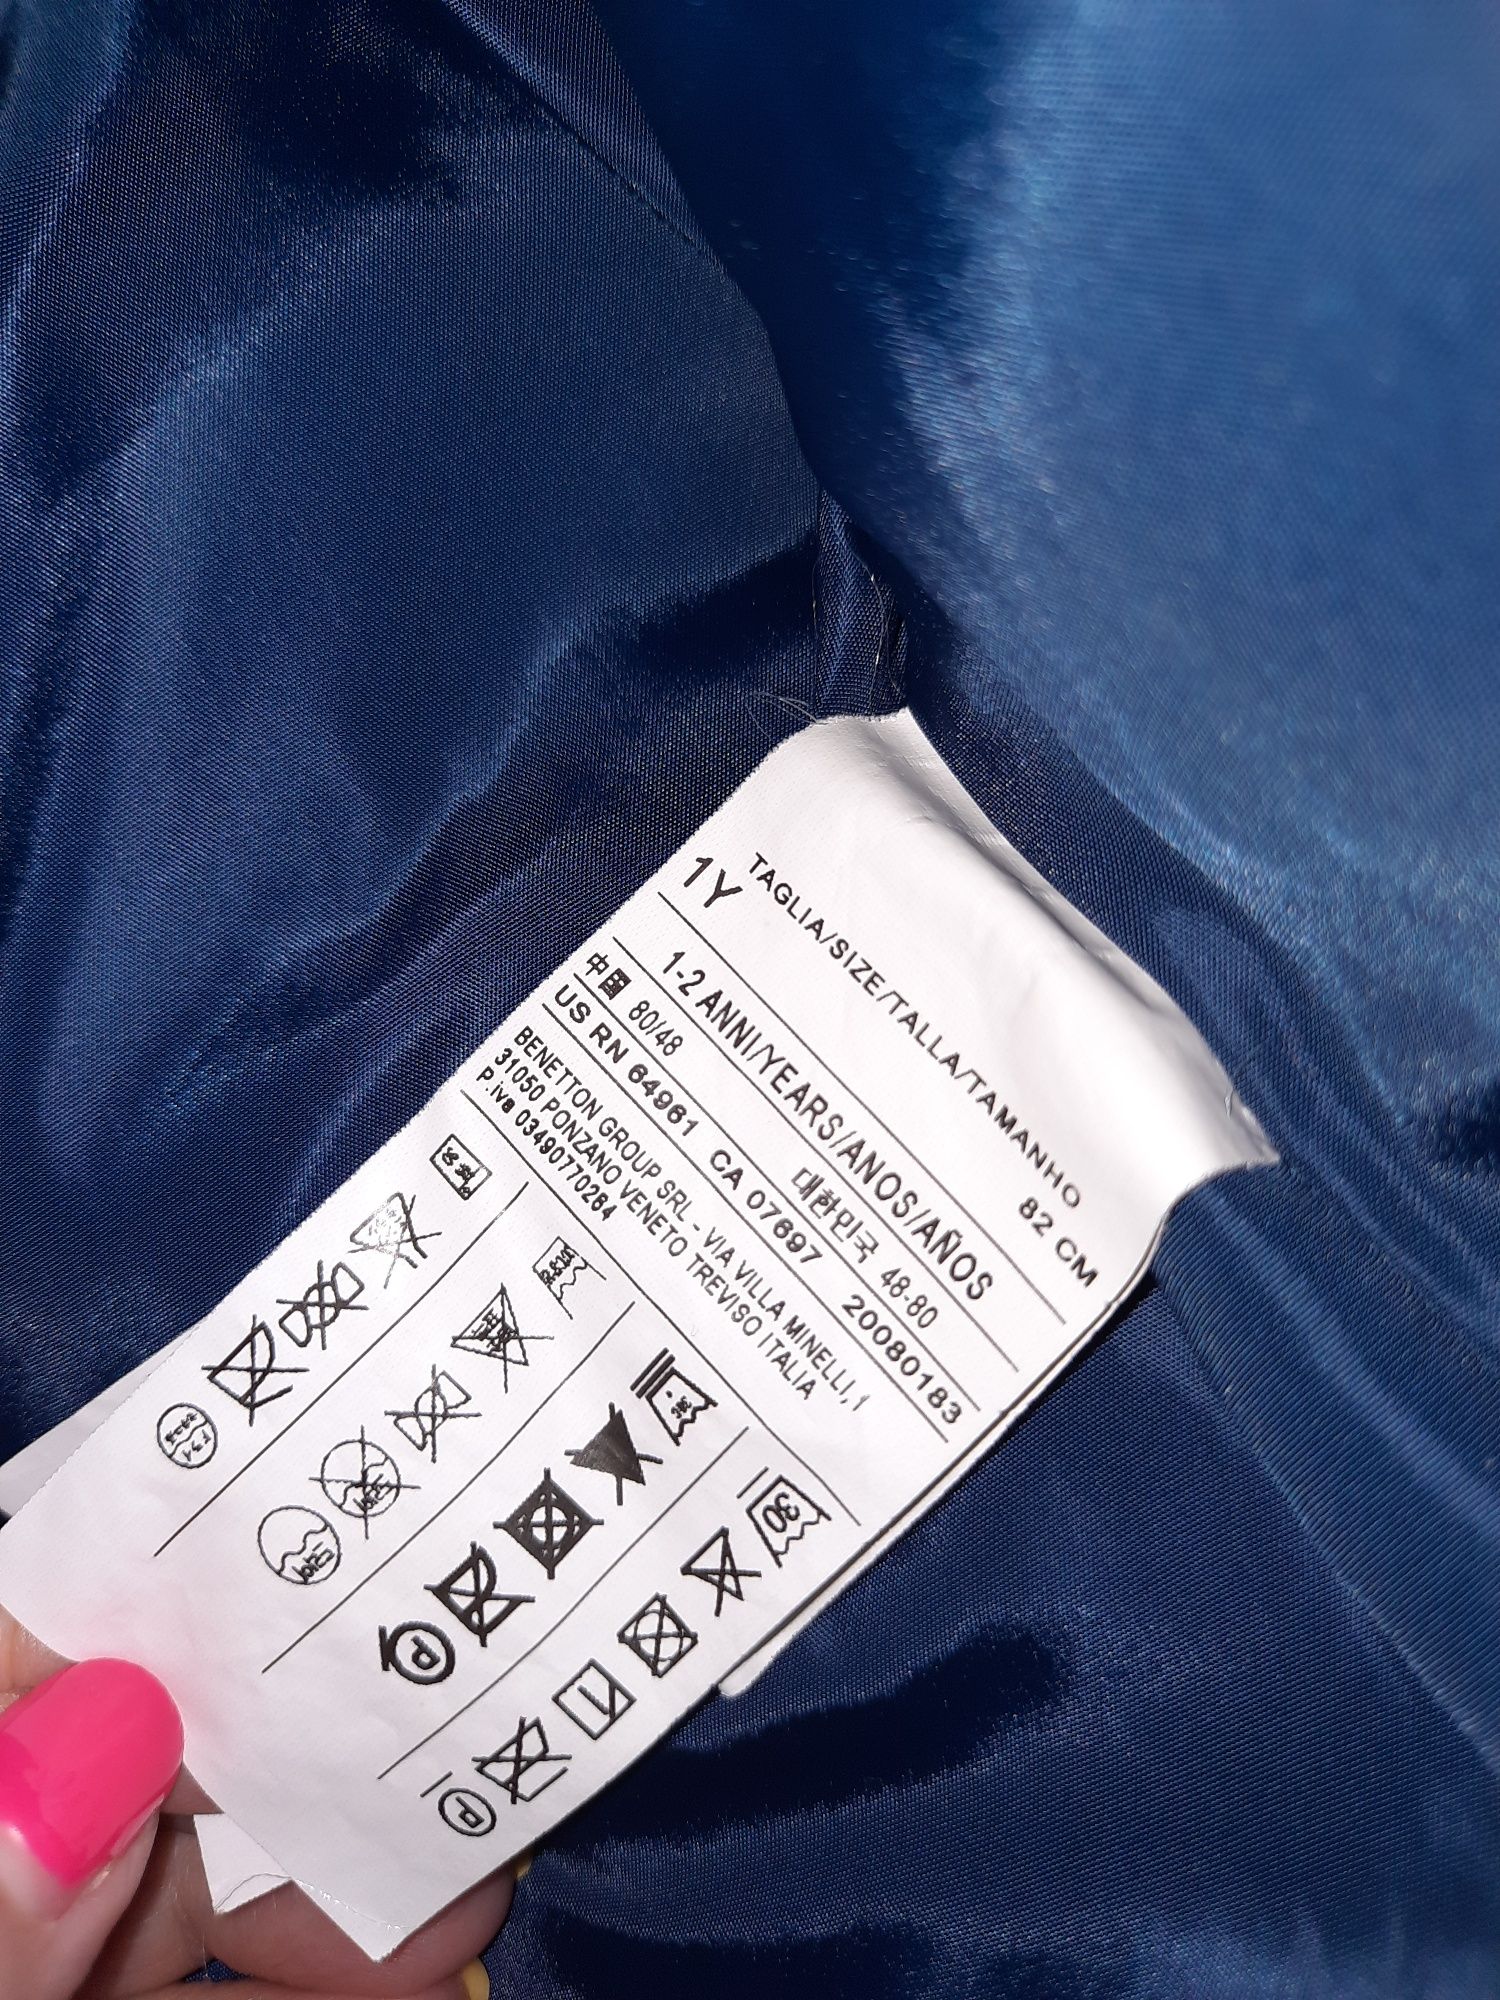 TAGLIA/SIZE/TALLA/TAMANHO
1Y 82 CM
1-2 ANNI/YEARS/ANOS/AÑOS
中国 80/48 대한민국 48-80
US RN 64961 CA 07697 20080183
BENETTON GROUP SRL - VIA VILLA MINELLI, 1
31050 PONZANO VENETO TREVISO ITALIA
P.iva 03490770264
30
P
P